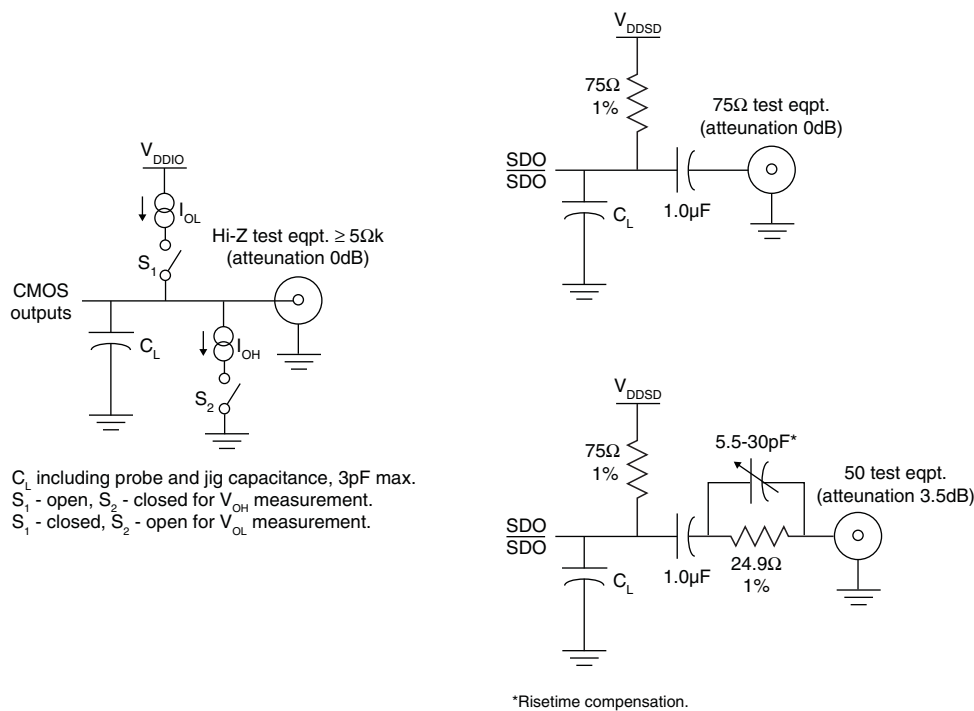 V_DDIO
I_OL
S_1
Hi-Z test eqpt. ≥ 5Ωk
(atteunation 0dB)
CMOS
outputs
C_L
I_OH
S_2
C_L including probe and jig capacitance, 3pF max.
S_1 - open, S_2 - closed for V_OH measurement.
S_1 - closed, S_2 - open for V_OL measurement.
V_DDSD
75Ω
1%
75Ω test eqpt.
(atteunation 0dB)
SDO
SDO
C_L
1.0µF
V_DDSD
75Ω
1%
5.5-30pF*
50 test eqpt.
(atteunation 3.5dB)
SDO
SDO
C_L
1.0µF
24.9Ω
1%
*Risetime compensation.